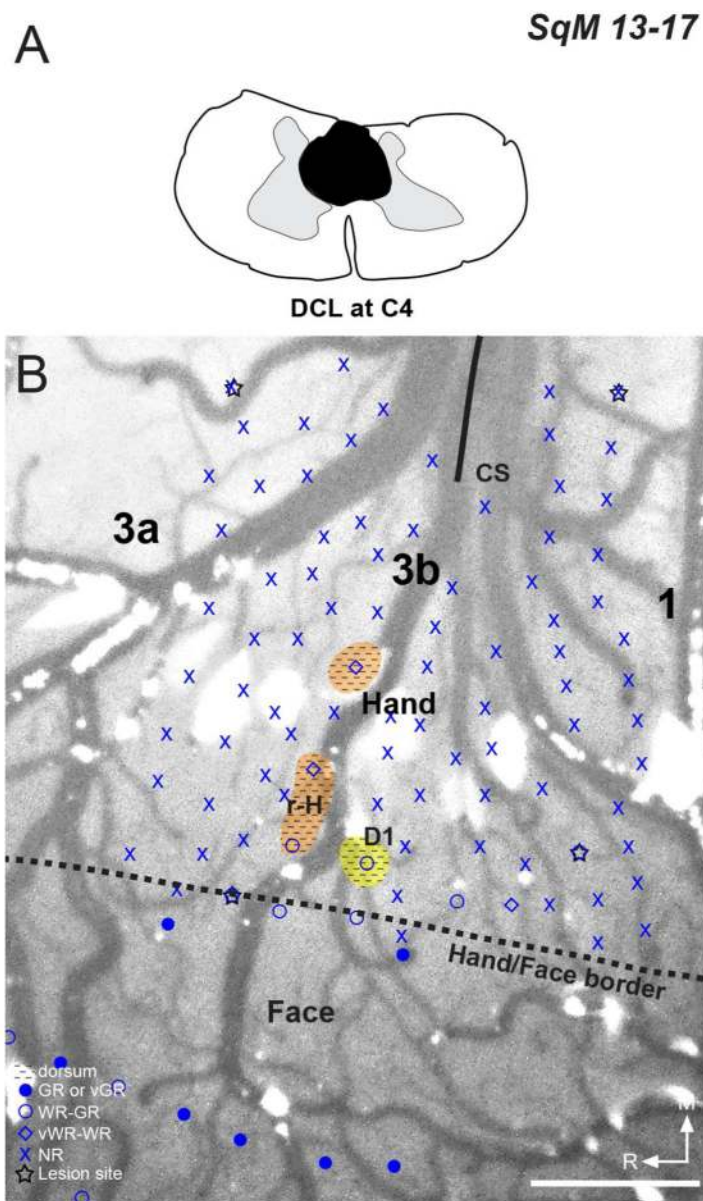 SqM 13-17
A
DCL at C4
B
CS
3a
3b
1
Hand
r-H
D1
Hand/Face border
Face
dorsum
GR or vGR
WR-GR
vWR-WR
NR
Lesion site
M
R